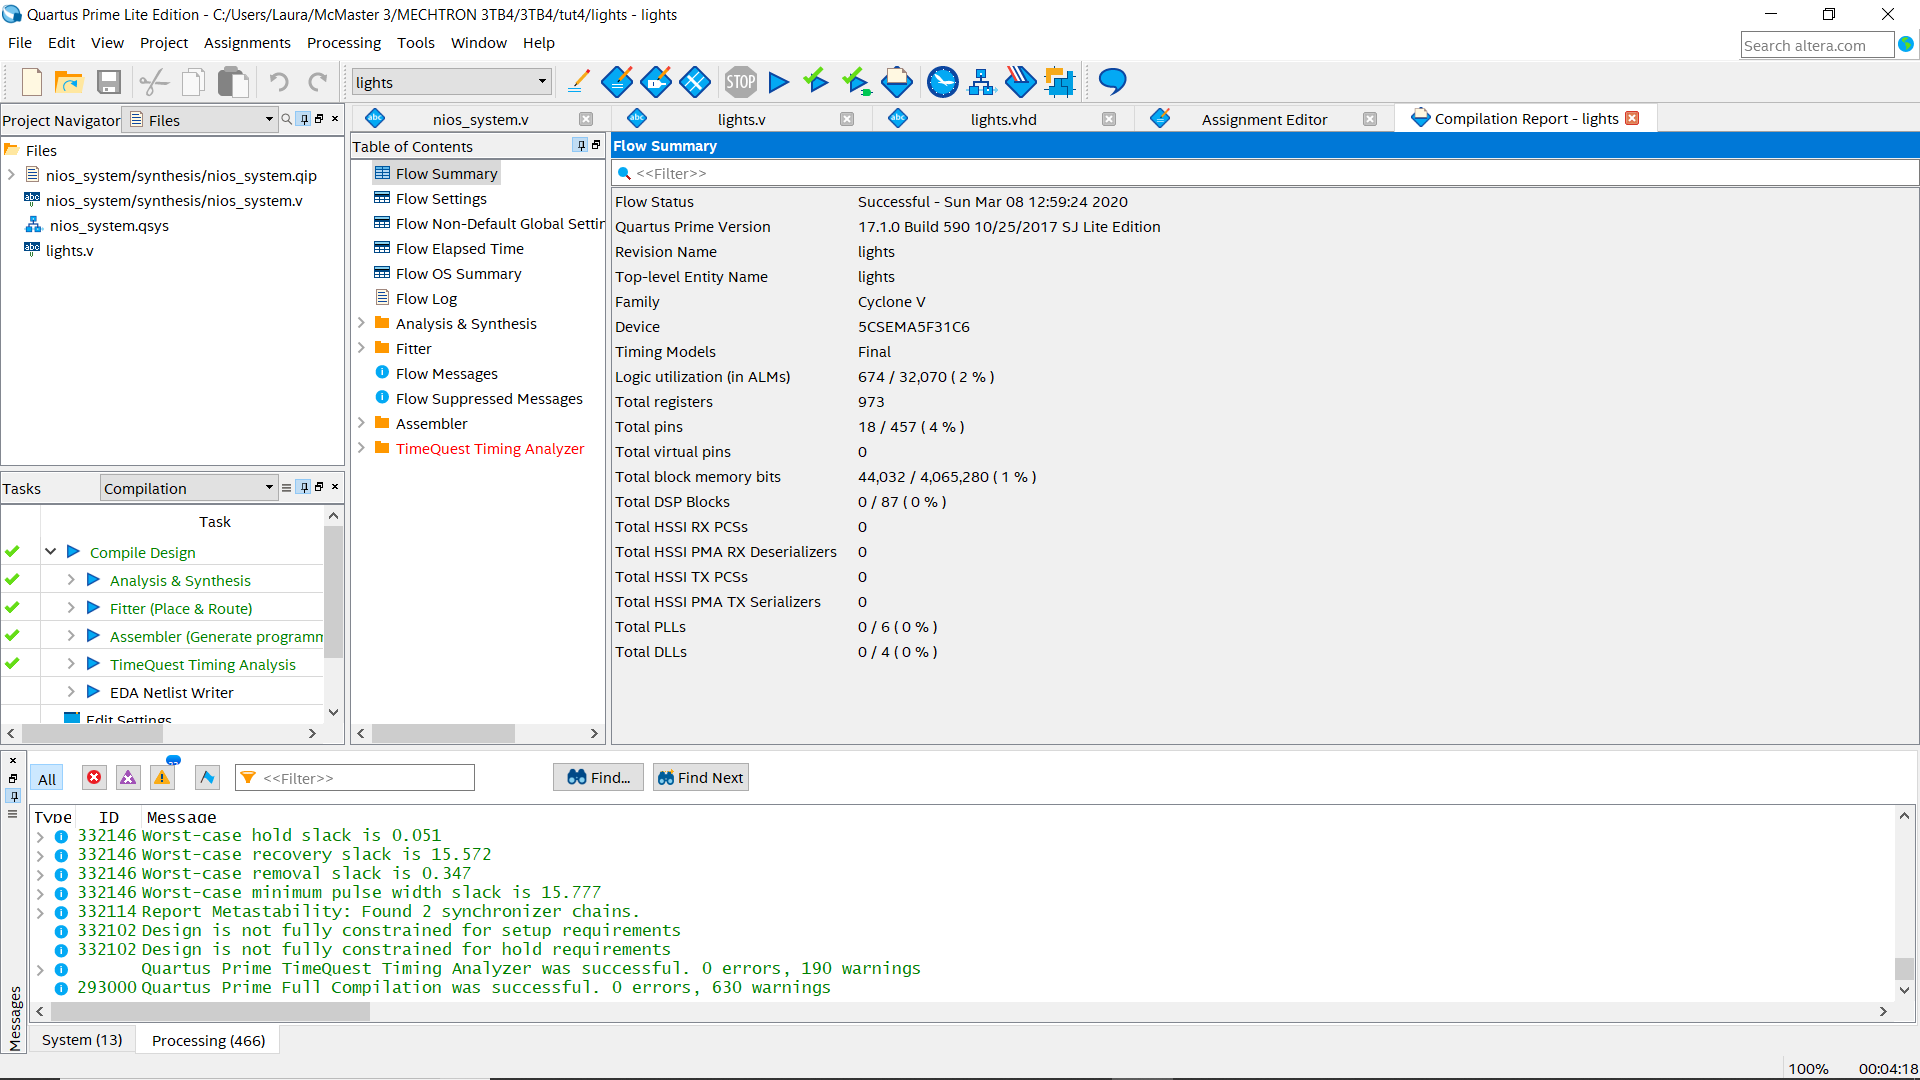 Quartus Prime Lite Edition - C:/Users/Laura/McMaster 3/MECHTRON 3TB4/3TB4/tut4/lights - lights
File Edit View Project Assignments Processing Tools Window Help
Search altera.com
lights
STOP
Project Navigator Files
Files
nios_system/synthesis/nios_system.qip
nios_system/synthesis/nios_system.v
nios_system.qsys
lights.v
Tasks Compilation
Task
Compile Design
Analysis & Synthesis
Fitter (Place & Route)
Assembler (Generate programm
TimeQuest Timing Analysis
EDA Netlist Writer
Edit Settings
nios_system.v lights.v lights.vhd Assignment Editor Compilation Report - lights
Table of Contents
Flow Summary
Flow Settings
Flow Non-Default Global Settin
Flow Elapsed Time
Flow OS Summary
Flow Log
Analysis & Synthesis
Fitter
Flow Messages
Flow Suppressed Messages
Assembler
TimeQuest Timing Analyzer
Flow Summary
<<Filter>>
Flow Status Successful - Sun Mar 08 12:59:24 2020
Quartus Prime Version 17.1.0 Build 590 10/25/2017 SJ Lite Edition
Revision Name lights
Top-level Entity Name lights
Family Cyclone V
Device 5CSEMA5F31C6
Timing Models Final
Logic utilization (in ALMs) 674 / 32,070 ( 2 % )
Total registers 973
Total pins 18 / 457 ( 4 % )
Total virtual pins 0
Total block memory bits 44,032 / 4,065,280 ( 1 % )
Total DSP Blocks 0 / 87 ( 0 % )
Total HSSI RX PCSs 0
Total HSSI PMA RX Deserializers 0
Total HSSI TX PCSs 0
Total HSSI PMA TX Serializers 0
Total PLLs 0 / 6 ( 0 % )
Total DLLs 0 / 4 ( 0 % )
All <<Filter>> Find... Find Next
Type ID Message
332146 Worst-case hold slack is 0.051
332146 Worst-case recovery slack is 15.572
332146 Worst-case removal slack is 0.347
332146 Worst-case minimum pulse width slack is 15.777
332114 Report Metastability: Found 2 synchronizer chains.
332102 Design is not fully constrained for setup requirements
332102 Design is not fully constrained for hold requirements
Quartus Prime TimeQuest Timing Analyzer was successful. 0 errors, 190 warnings
293000 Quartus Prime Full Compilation was successful. 0 errors, 630 warnings
Messages
System (13) Processing (466)
100% 00:04:18